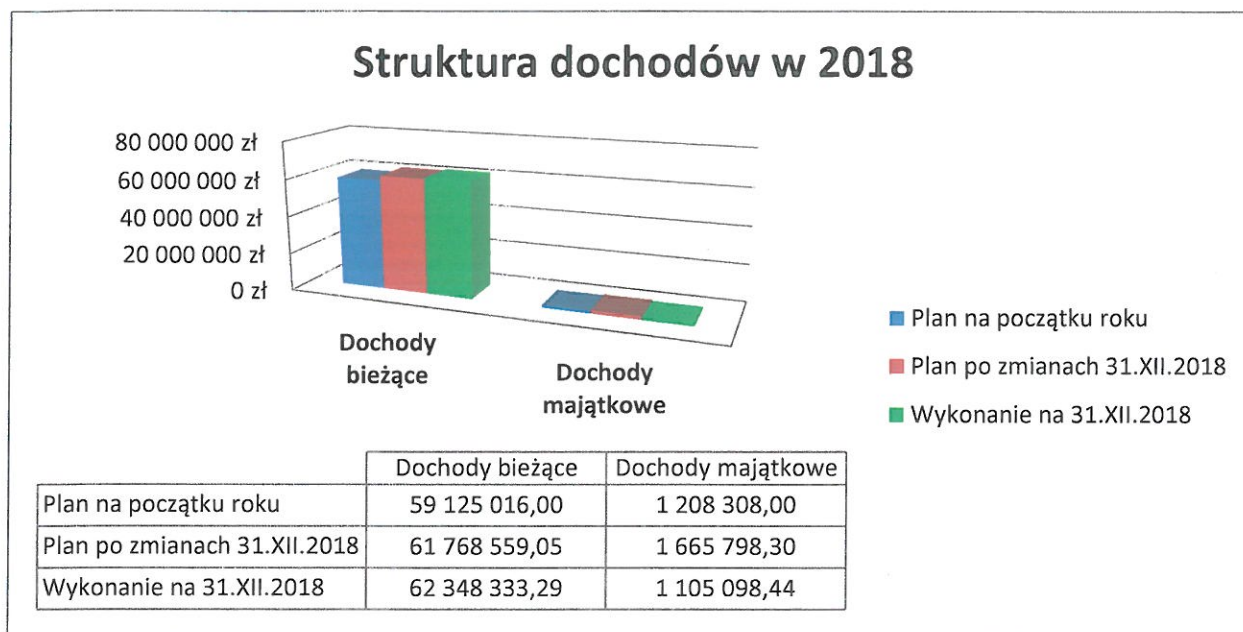 Struktura dochodów w 2018
80 000 000 zł
60 000 000 zł
40 000 000 zł
20 000 000 zł
0 zł
Dochody
bieżące
Dochody
majątkowe
Plan na początku roku
Plan po zmianach 31.XII.2018
Wykonanie na 31.XII.2018
Dochody bieżące Dochody majątkowe
Plan na początku roku 59 125 016,00 1 208 308,00
Plan po zmianach 31.XII.2018 61 768 559,05 1 665 798,30
Wykonanie na 31.XII.2018 62 348 333,29 1 105 098,44